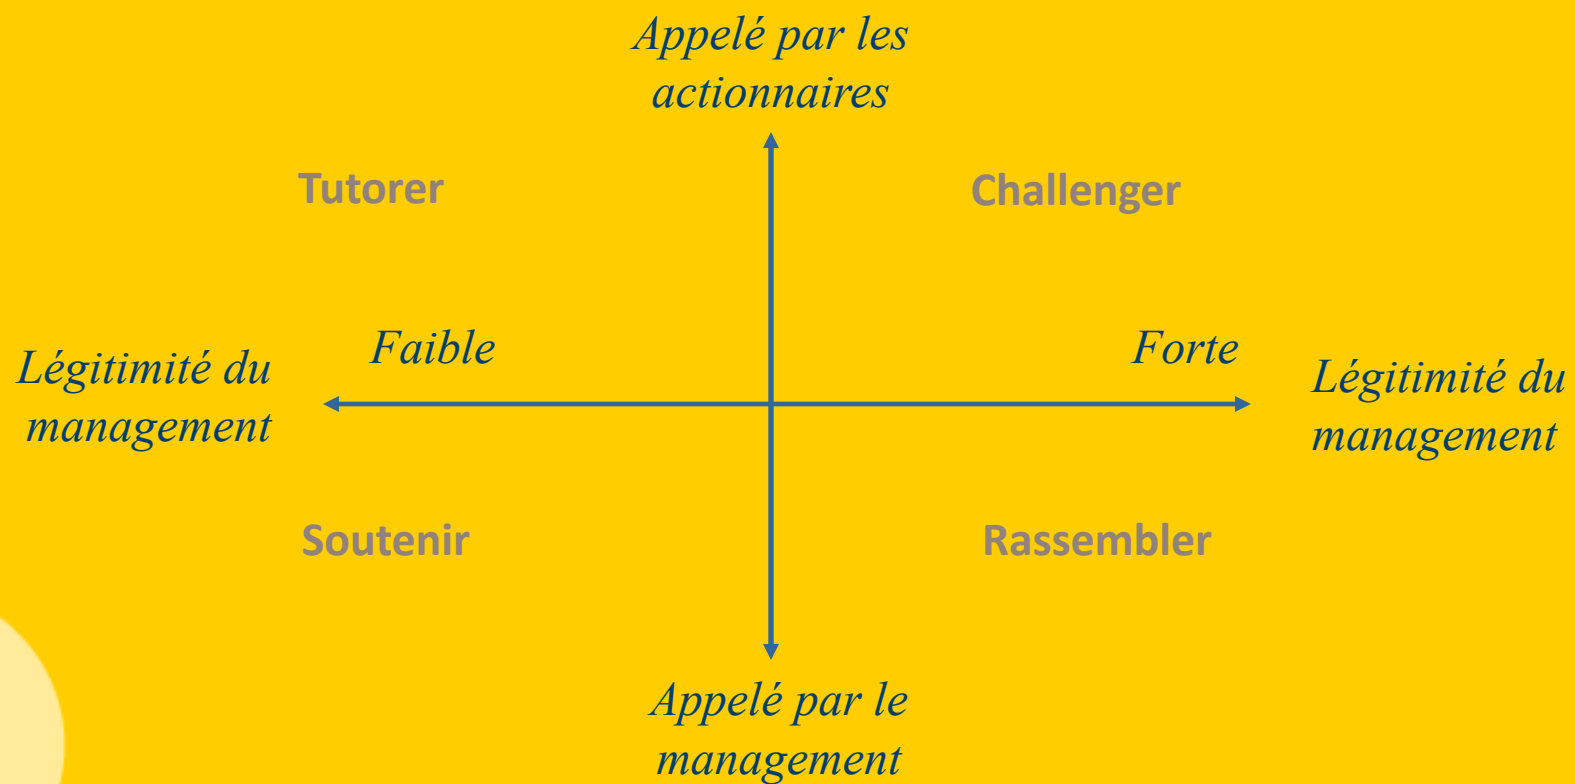 Appelé par les
actionnaires
Tutorer
Challenger
Faible
Forte
Légitimité du
management
Légitimité du
management
Soutenir
Rassembler
Appelé par le
management